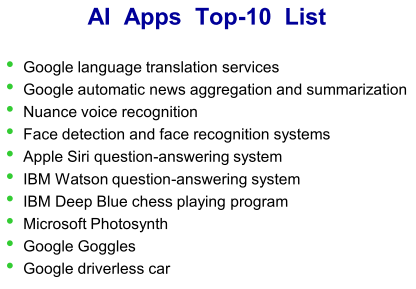 AI Apps Top-10 List
• Google language translation services
• Google automatic news aggregation and summarization
• Nuance voice recognition
• Face detection and face recognition systems
• Apple Siri question-answering system
• IBM Watson question-answering system
• IBM Deep Blue chess playing program
• Microsoft Photosynth
• Google Goggles
• Google driverless car